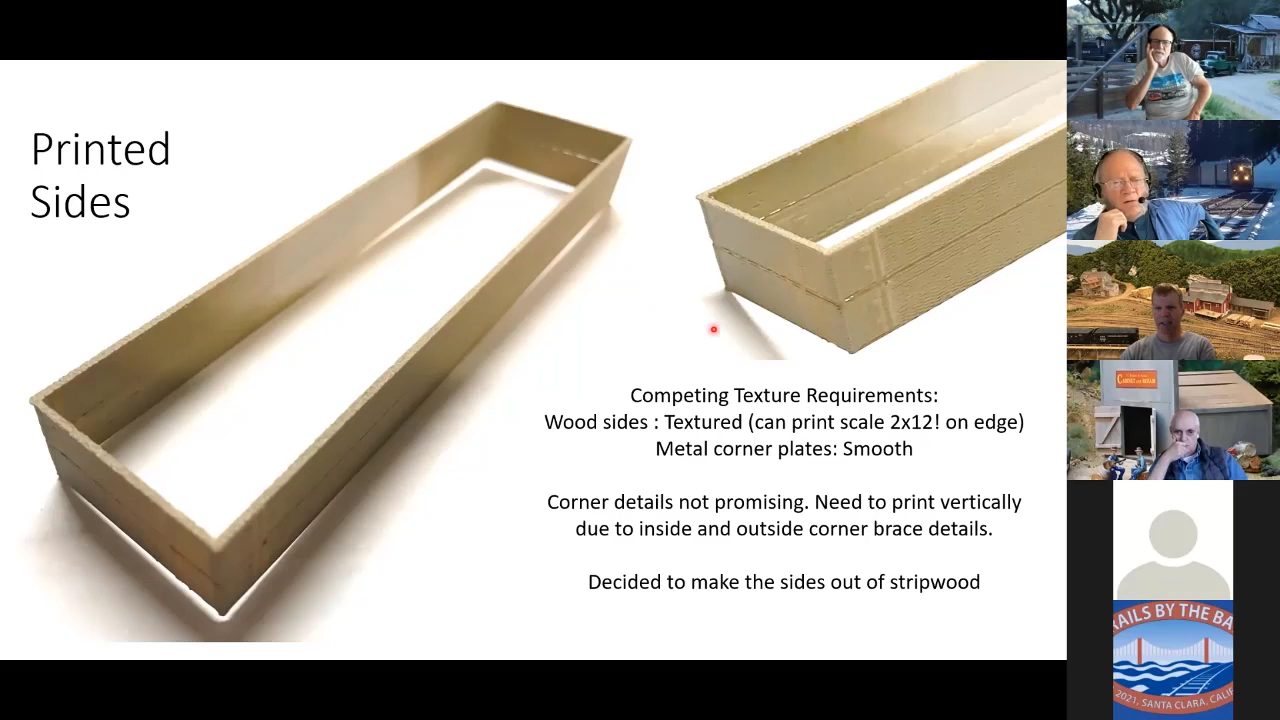 Printed
Sides
Competing Texture Requirements:
Wood sides : Textured (can print scale 2x12! on edge)
Metal corner plates: Smooth
Corner details not promising. Need to print vertically
due to inside and outside corner brace details.
Decided to make the sides out of stripwood
RAILS BY THE BA
2021, SANTA CLARA, CALIF